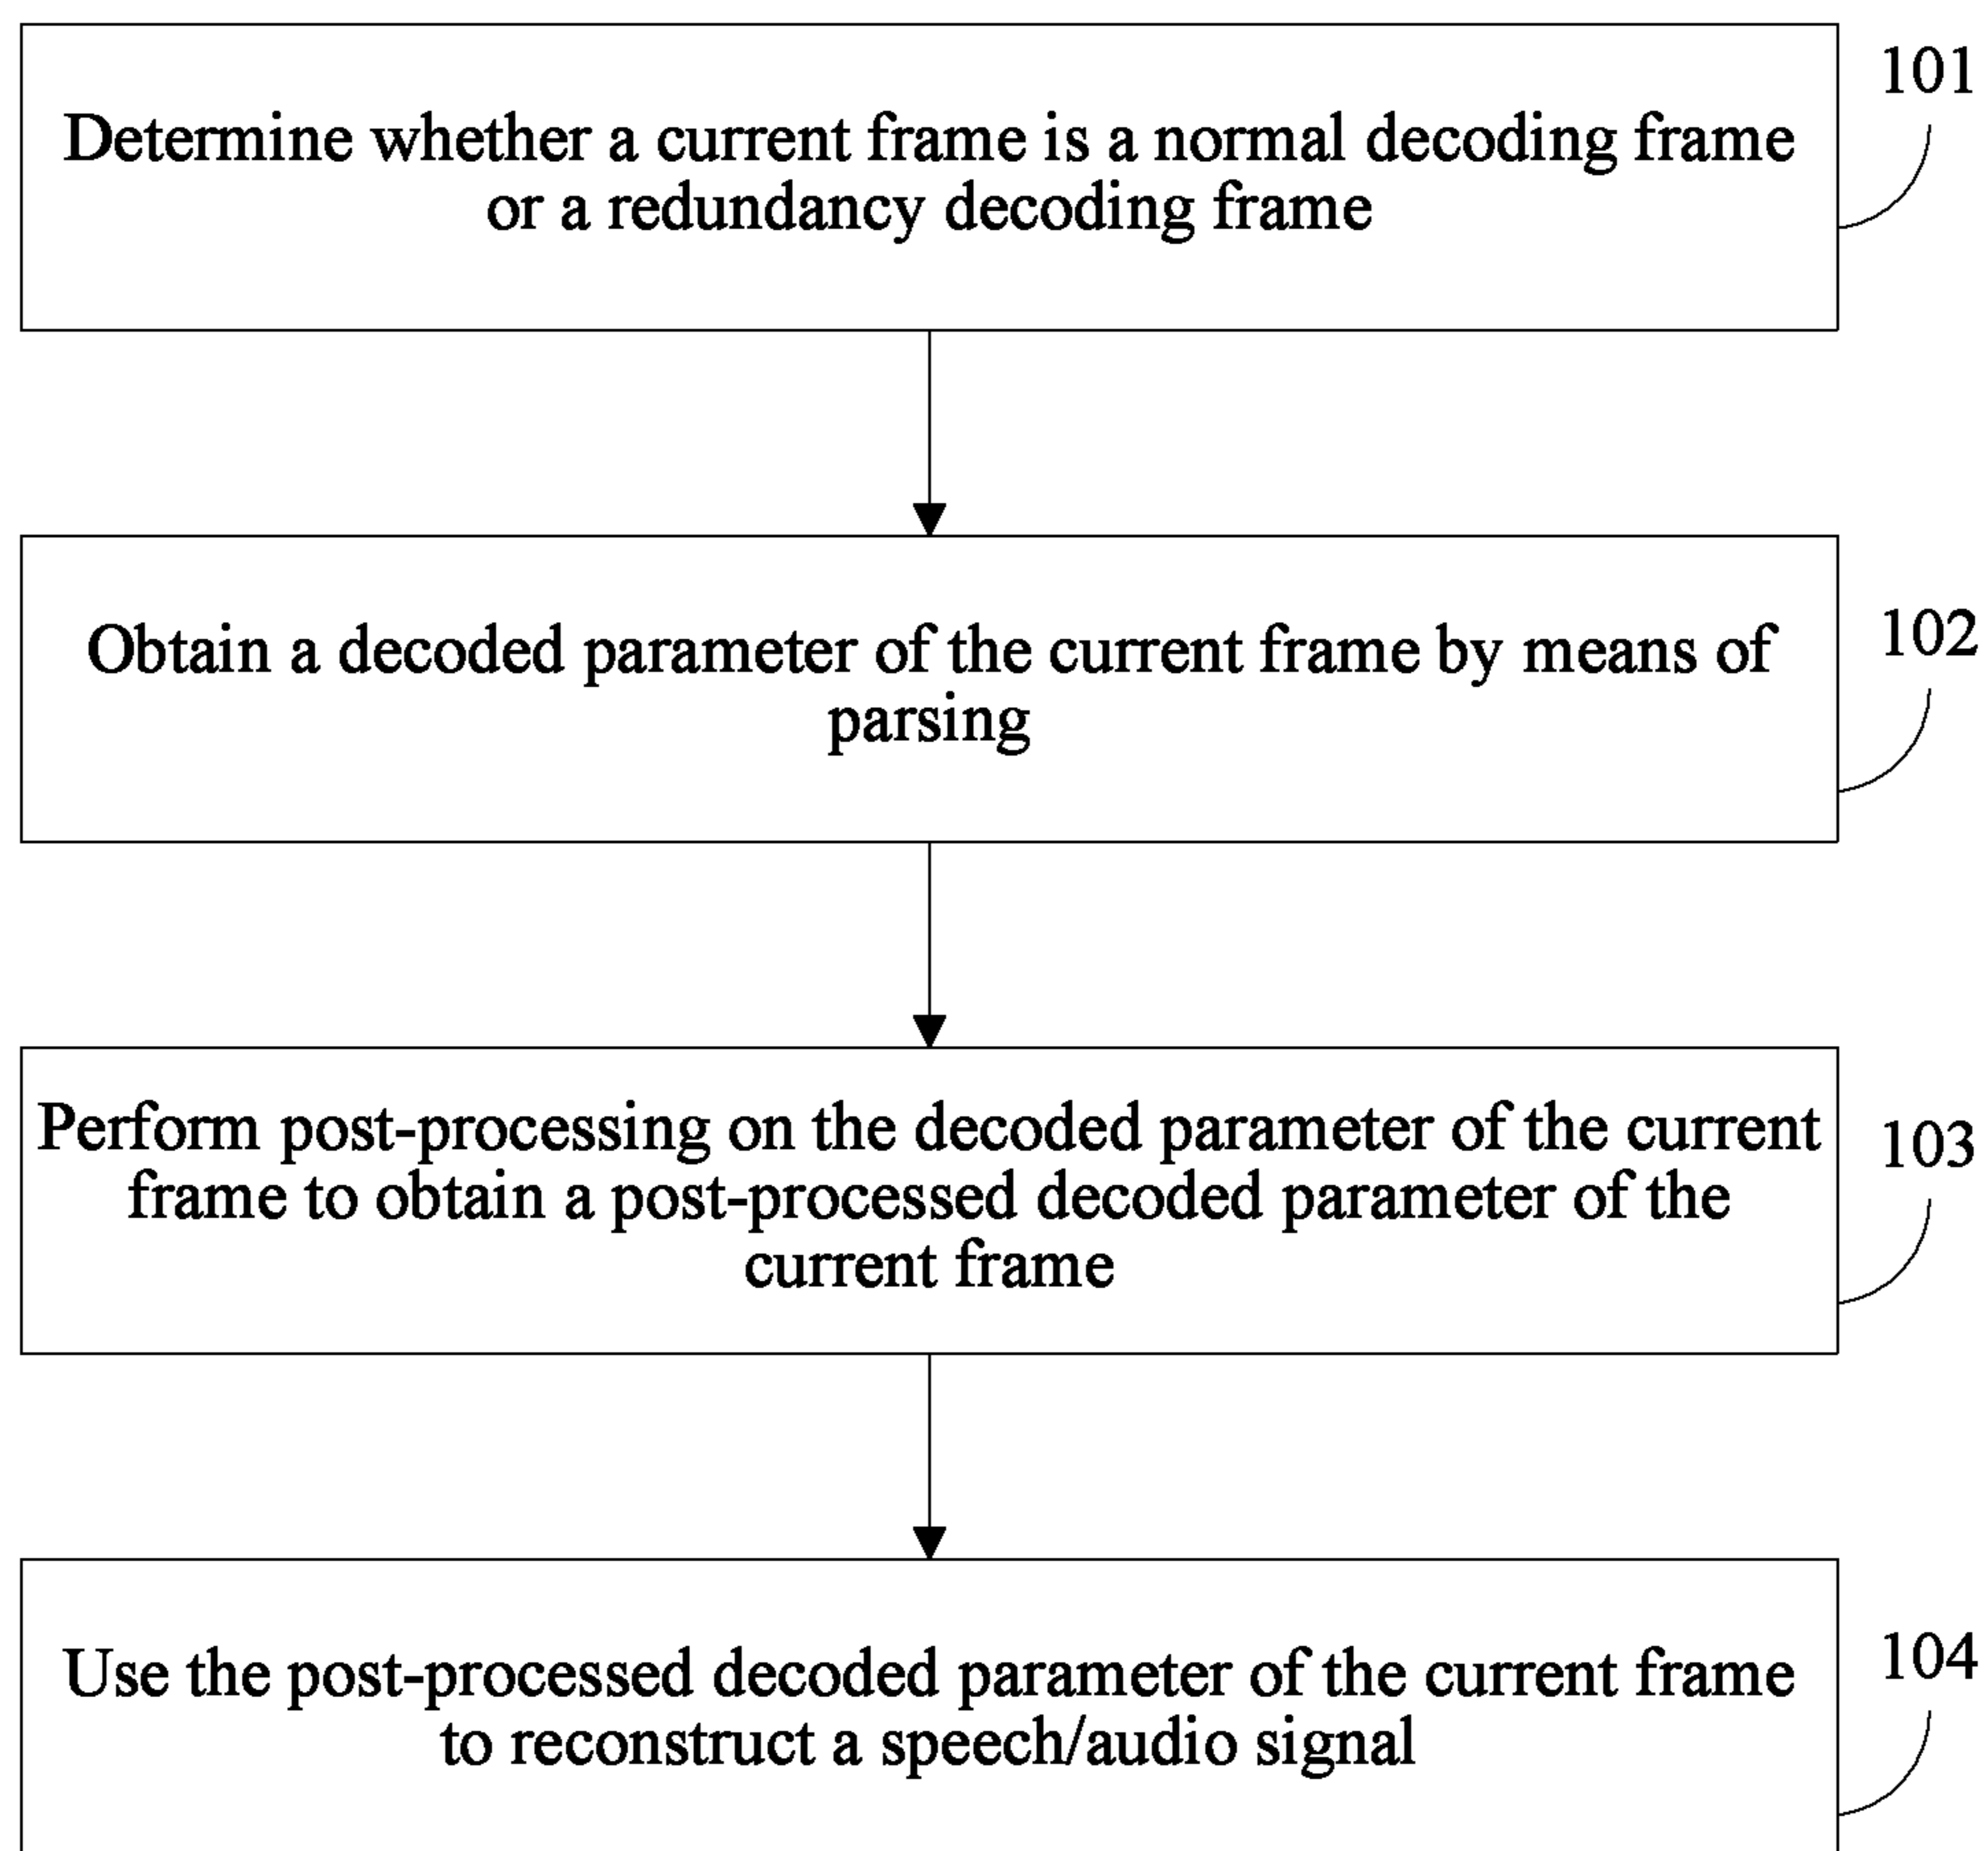 101
Determine whether a current frame is a normal decoding frame
or a redundancy decoding frame
102
Obtain a decoded parameter of the current frame by means of
parsing
103
Perform post-processing on the decoded parameter of the current
frame to obtain a post-processed decoded parameter of the
current frame
104
Use the post-processed decoded parameter of the current frame
to reconstruct a speech/audio signal